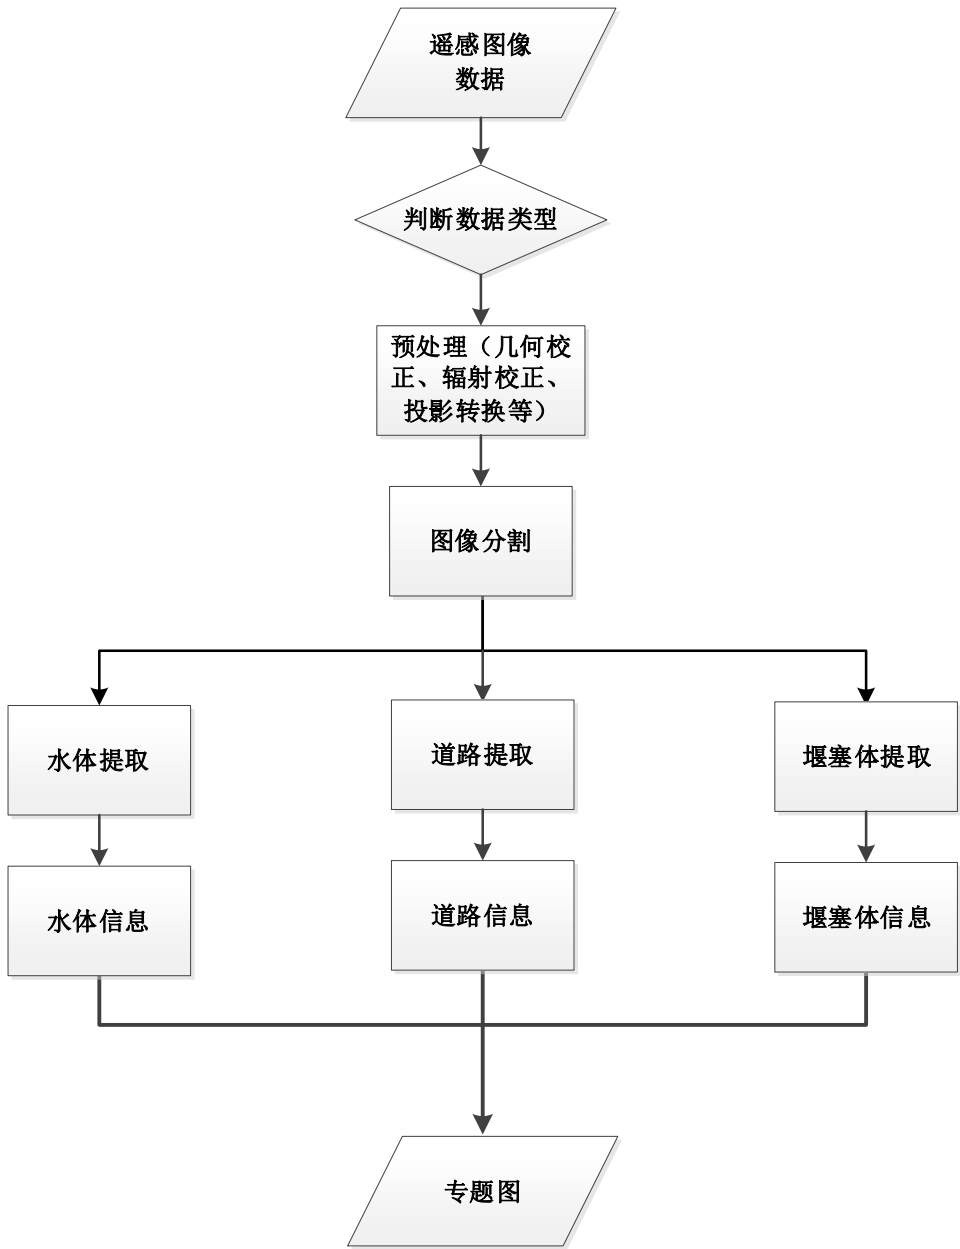 遥感图像
数据
判断数据类型
预处理（几何校
正、辐射校正、
投影转换等）
图像分割
水体提取
道路提取
堰塞体提取
水体信息
道路信息
堰塞体信息
专题图